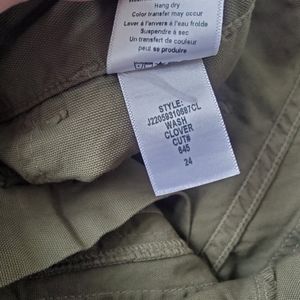 Hang dry
Color transfer may occur
Laver à l'envers à l'eau froide
Suspendre à sec
Un transfert de couleur
peut se produire
STYLE:
J22059310697CL
WASH
CLOVER
CUT#
645
24